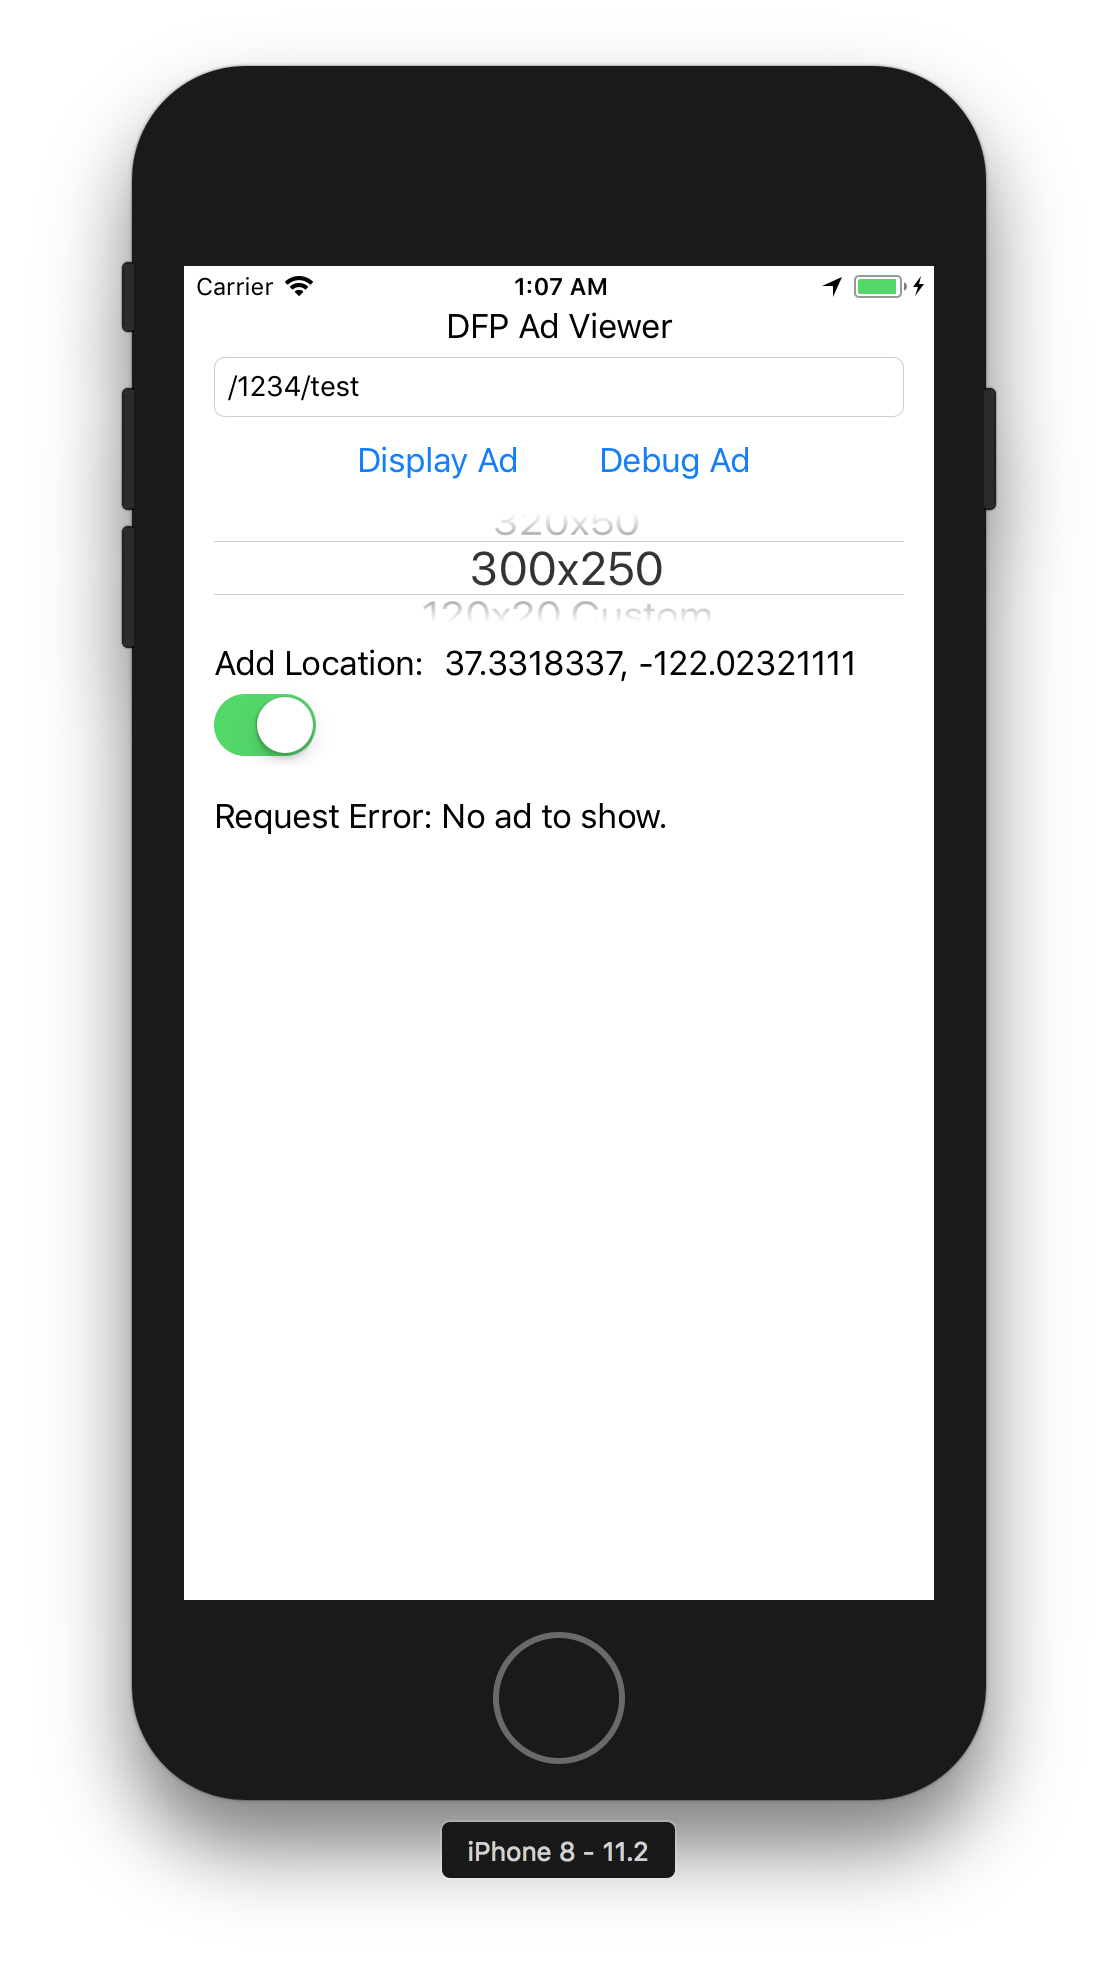 Carrier 1:07 AM
DFP Ad Viewer
/1234/test
Display Ad Debug Ad
320x50
300x250
120x20 Custom
Add Location: 37.3318337, -122.02321111
Request Error: No ad to show.
iPhone 8 - 11.2